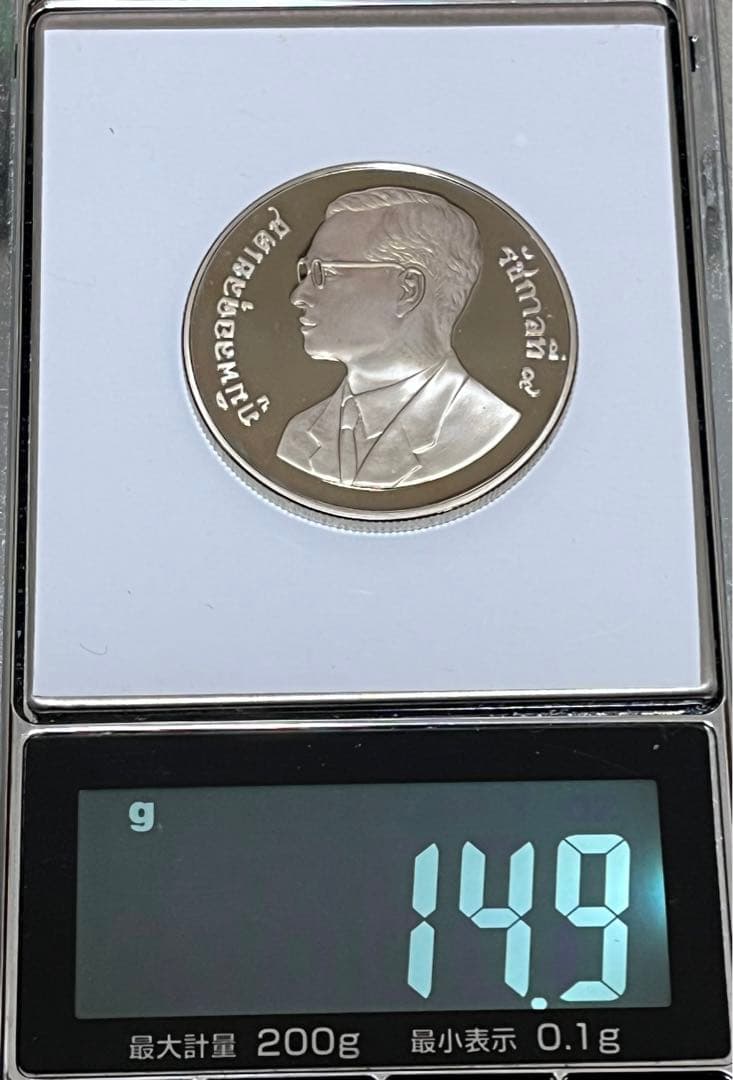 ภูมิพลอดุลยเดช
รัชกาลที่ ๙
g
14.9
最大計量 200g 最小表示 0.1g